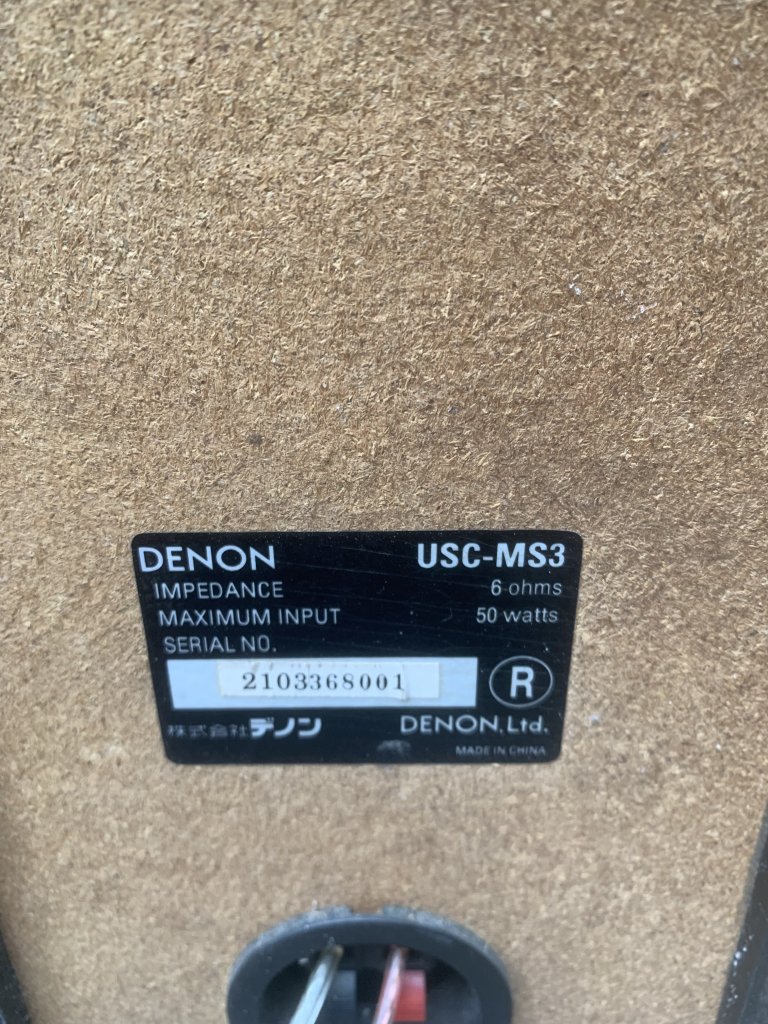 DENON USC-MS3
IMPEDANCE 6 ohms
MAXIMUM INPUT 50 watts
SERIAL NO.
2103368001 R
株式会社デノン DENON, Ltd.
MADE IN CHINA